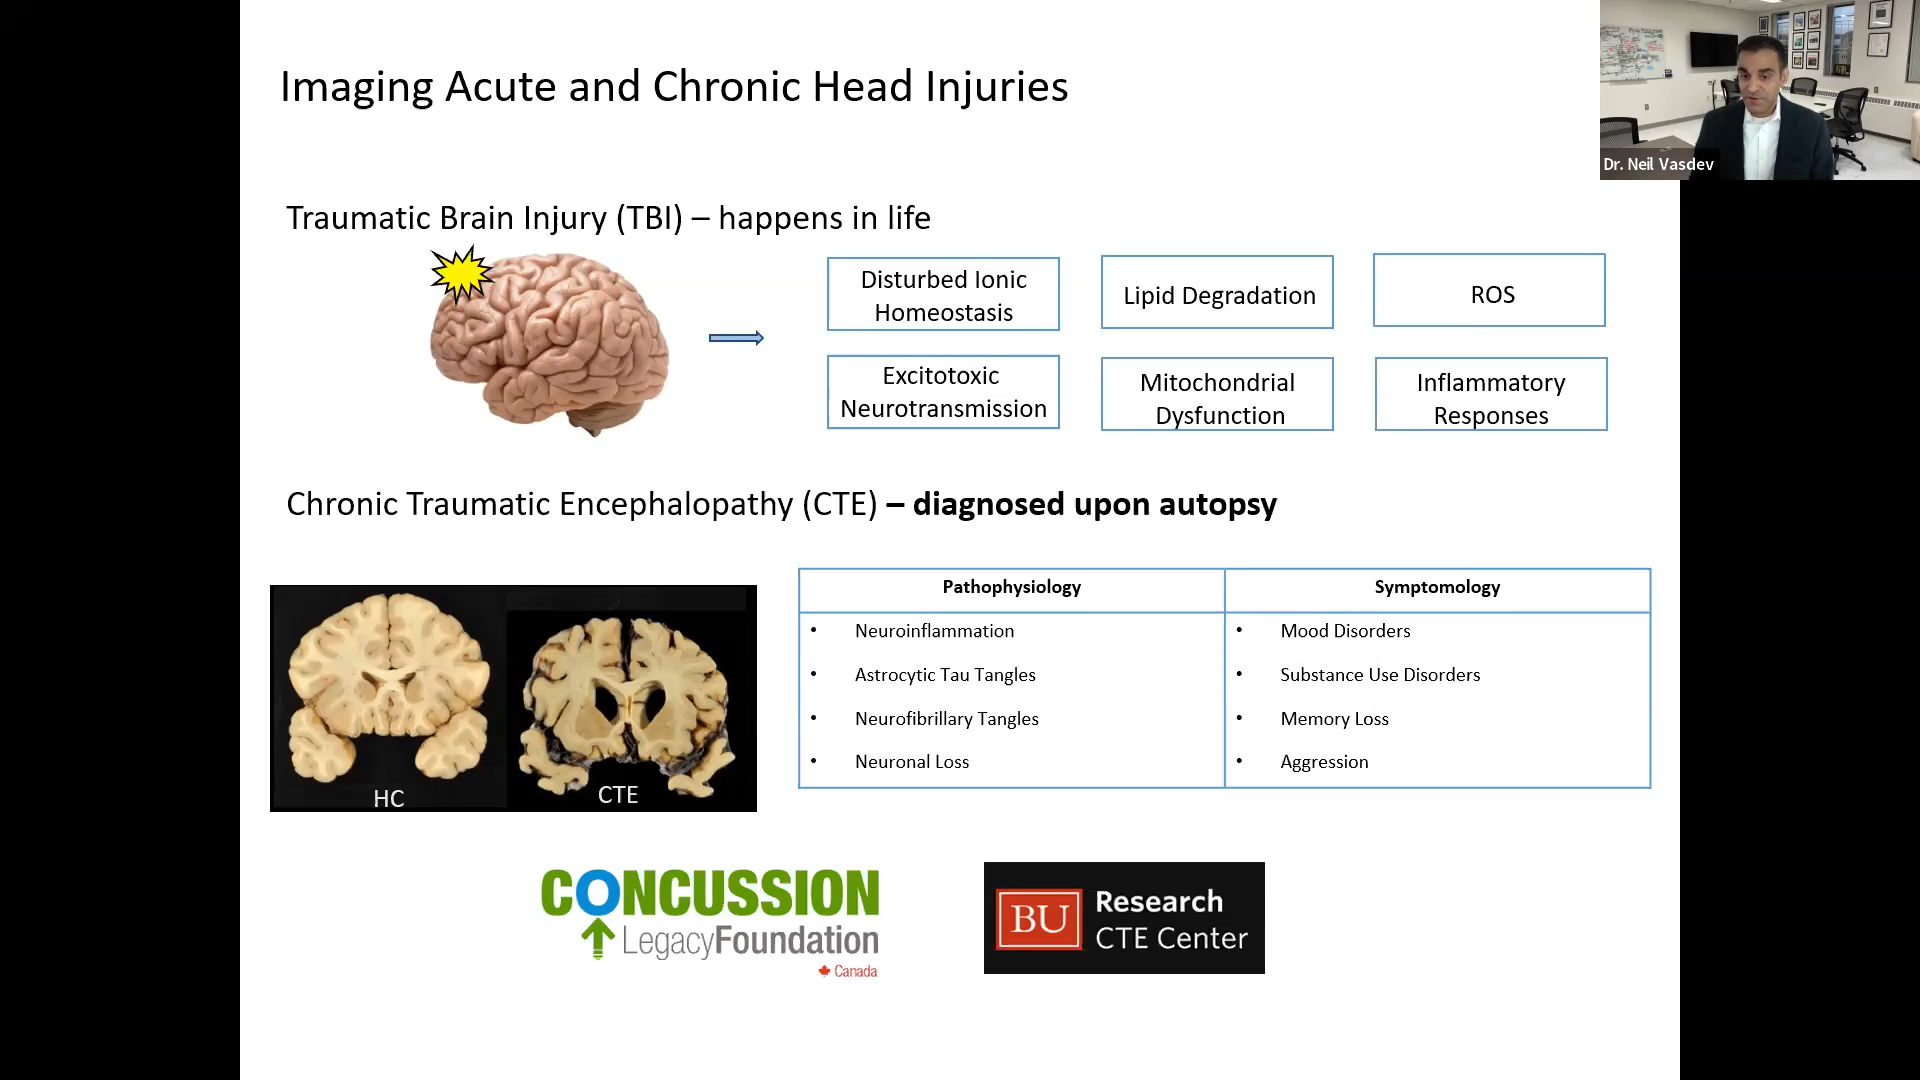 Imaging Acute and Chronic Head Injuries
Dr. Neil Vasdev
Traumatic Brain Injury (TBI) – happens in life
Disturbed Ionic
Homeostasis
Lipid Degradation
ROS
Excitotoxic
Neurotransmission
Mitochondrial
Dysfunction
Inflammatory
Responses
Chronic Traumatic Encephalopathy (CTE) – diagnosed upon autopsy
HC
CTE
Pathophysiology
Symptomology
• Neuroinflammation
• Astrocytic Tau Tangles
• Neurofibrillary Tangles
• Neuronal Loss
• Mood Disorders
• Substance Use Disorders
• Memory Loss
• Aggression
CONCUSSION
LegacyFoundation
Canada
BU
Research
CTE Center